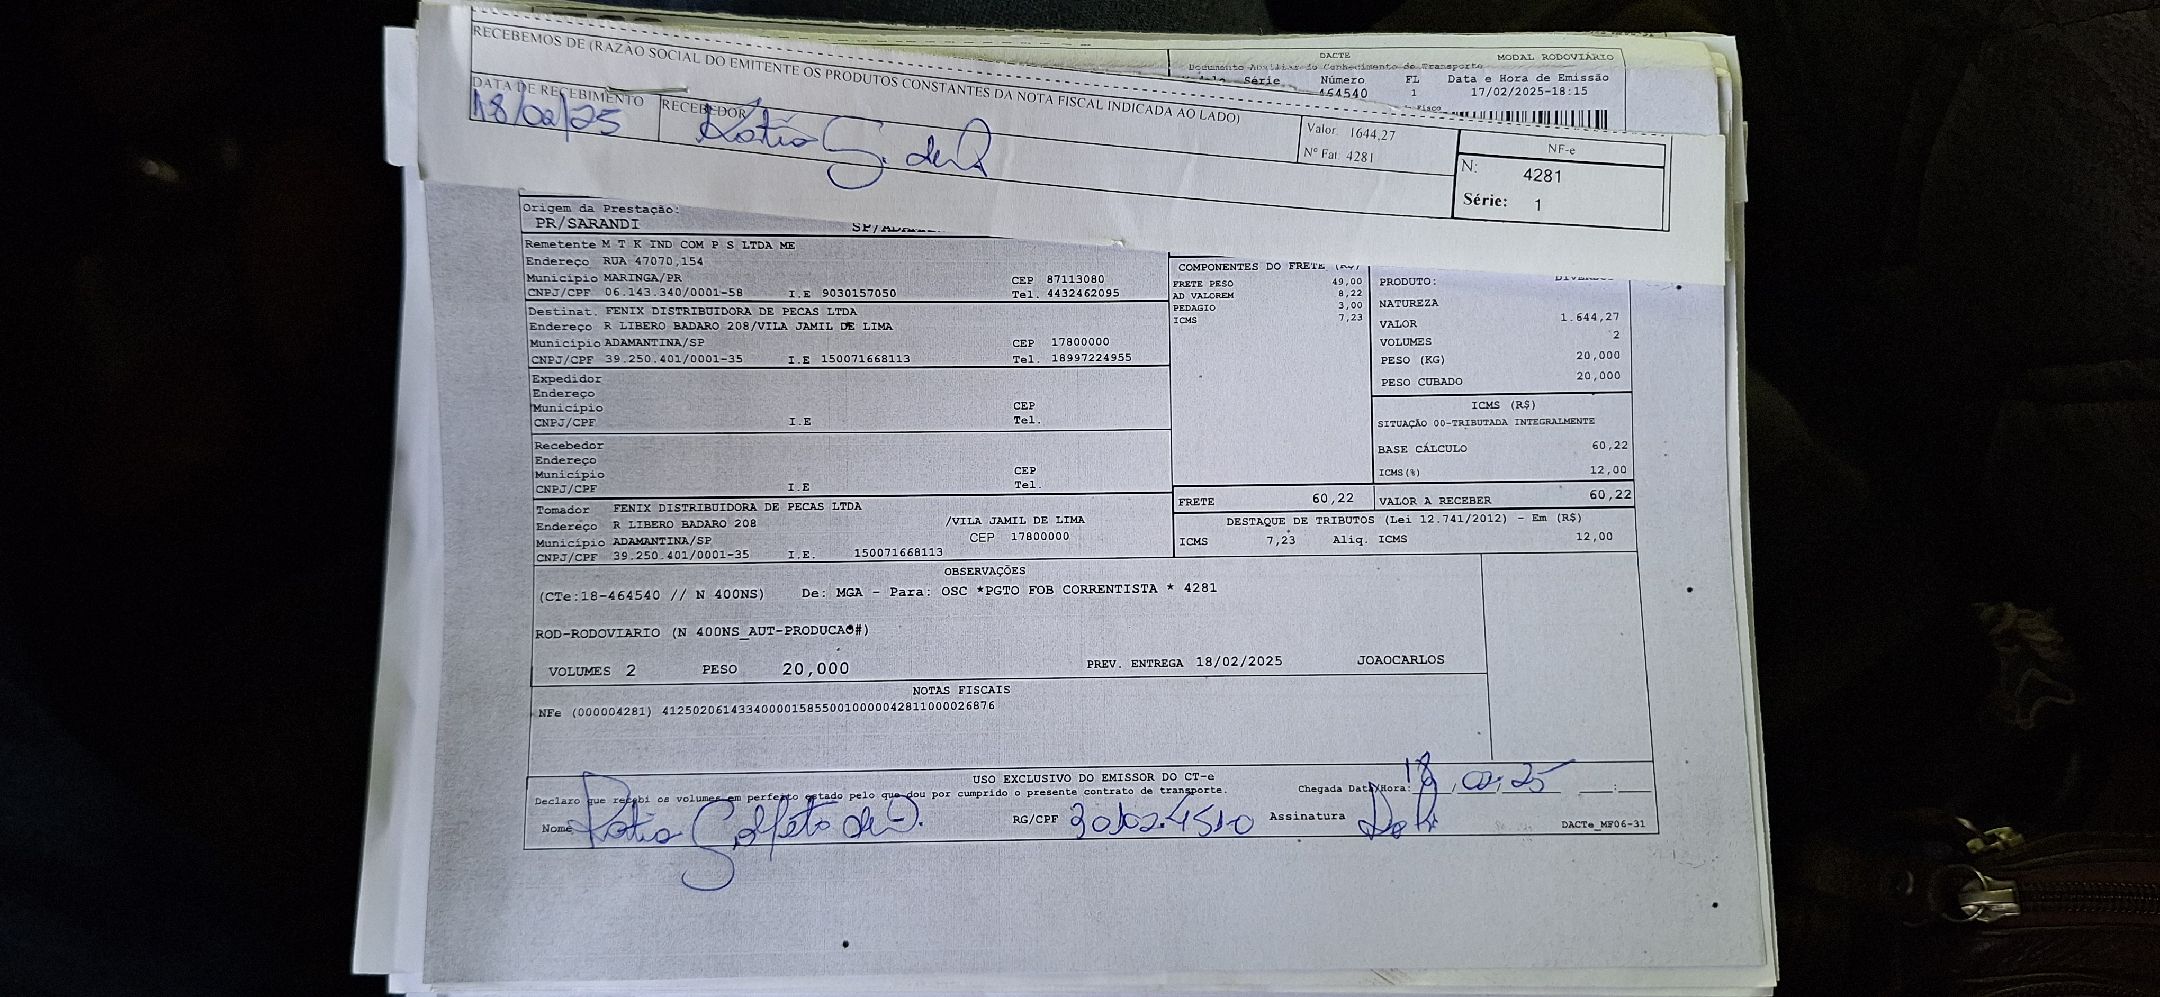 RECEBEMOS DE (RAZÃO SOCIAL DO EMITENTE OS PRODUTOS CONSTANTES DA NOTA FISCAL INDICADA AO LADO)
DATA DE RECEBIMENTO
18/02/25
RECEBEDOR
Valor. 1644,27
Nº Fat. 4281
NF-e
N: 4281
Série: 1
DACTE MODAL RODOVIÁRIO
Documento Auxiliar do Conhecimento de Transporte
Série Número FL Data e Hora de Emissão
464540 1 17/02/2025-18:15
Origem da Prestação:
PR/SARANDI
Remetente M T K IND COM P S LTDA ME
Endereço RUA 47070,154
Município MARINGA/PR CEP 87113080
CNPJ/CPF 06.143.340/0001-58 I.E 9030157050 Tel. 4432462095
Destinat. FENIX DISTRIBUIDORA DE PECAS LTDA
Endereço R LIBERO BADARO 208/VILA JAMIL DE LIMA
Município ADAMANTINA/SP CEP 17800000
CNPJ/CPF 39.250.401/0001-35 I.E 150071668113 Tel. 18997224955
Expedidor
Endereço
Município CEP
CNPJ/CPF I.E Tel.
Recebedor
Endereço
Município CEP
CNPJ/CPF I.E Tel.
Tomador FENIX DISTRIBUIDORA DE PECAS LTDA
Endereço R LIBERO BADARO 208 /VILA JAMIL DE LIMA
Município ADAMANTINA/SP CEP 17800000
CNPJ/CPF 39.250.401/0001-35 I.E. 150071668113
COMPONENTES DO FRETE (R$)
FRETE PESO 49,00
AD VALOREM 8,22
PEDAGIO 3,00
ICMS 7,23
PRODUTO:
NATUREZA
VALOR 1.644,27
VOLUMES 2
PESO (KG) 20,000
PESO CUBADO 20,000
ICMS (R$)
SITUAÇÃO 00-TRIBUTADA INTEGRALMENTE
BASE CÁLCULO 60,22
ICMS(%) 12,00
FRETE 60,22 VALOR A RECEBER 60,22
DESTAQUE DE TRIBUTOS (Lei 12.741/2012) - Em (R$)
ICMS 7,23 Aliq. ICMS 12,00
OBSERVAÇÕES
(CTe:18-464540 // N 400NS) De: MGA - Para: OSC *PGTO FOB CORRENTISTA * 4281
ROD-RODOVIARIO (N 400NS_AUT-PRODUCAO#)
VOLUMES 2 PESO 20,000 PREV. ENTREGA 18/02/2025 JOAOCARLOS
NOTAS FISCAIS
NFe (000004281) 41250206143340000158550010000042811000026876
USO EXCLUSIVO DO EMISSOR DO CT-e
Declaro que recebi os volumes em perfeito estado pelo que dou por cumprido o presente contrato de transporte. Chegada Data/Hora: 18, 02, 25 :
Nome RG/CPF Assinatura DACTe_MF06-31